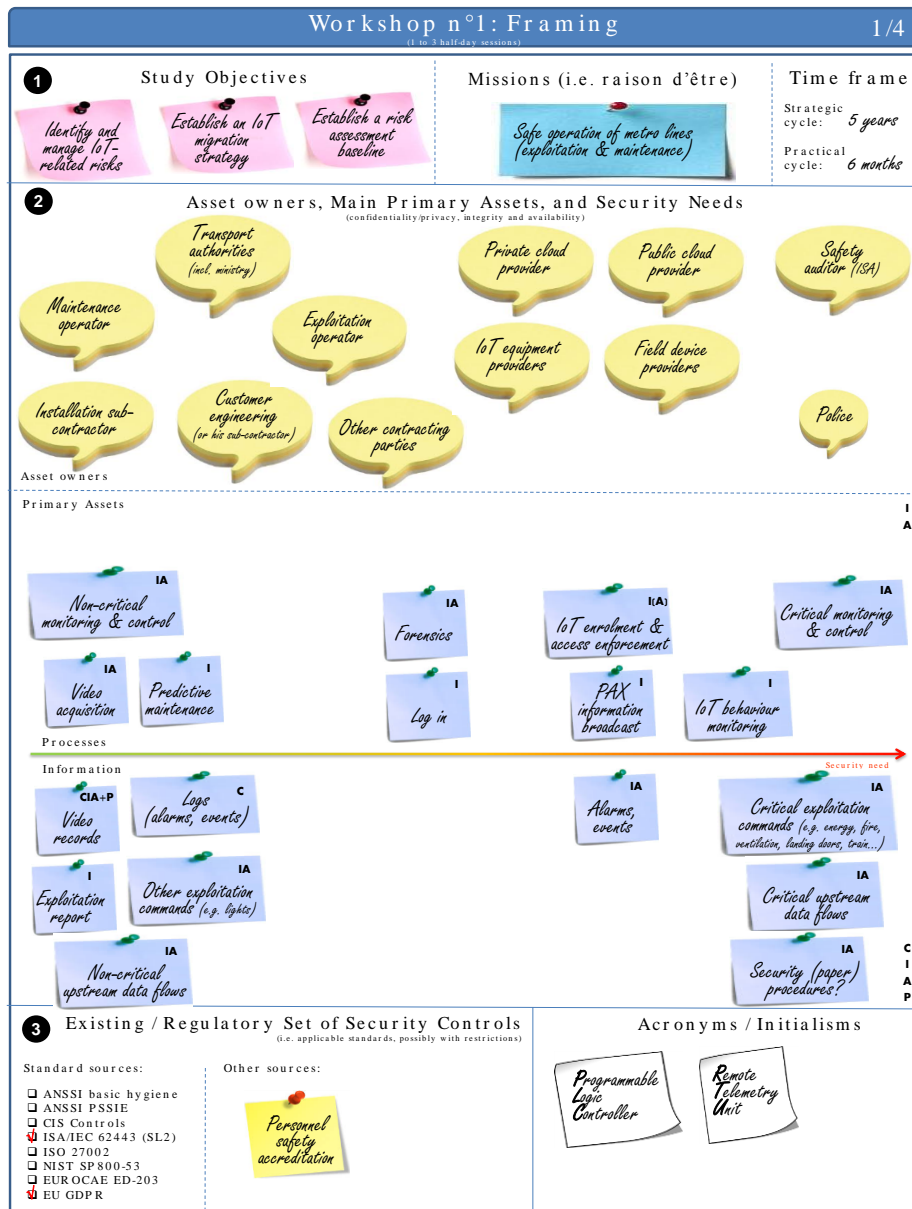 Workshop n°1: Framing
(1 to 3 half-day sessions)
1/4
1
Study Objectives
Identify and
manage IoT-
related risks
Establish an IoT
migration
strategy
Establish a risk
assessment
baseline
Missions (i.e. raison d'être)
Safe operation of metro lines
(exploitation & maintenance)
Time frame
Strategic
cycle: 5 years
Practical
cycle: 6 months
2
Asset owners, Main Primary Assets, and Security Needs
(confidentiality/privacy, integrity and availability)
Transport
authorities
(incl. ministry)
Private cloud
provider
Public cloud
provider
Safety
auditor (ISA)
Maintenance
operator
Exploitation
operator
IoT equipment
providers
Field device
providers
Installation sub-
contractor
Customer
engineering
(or his sub-contractor)
Other contracting
parties
Police
Asset owners
Primary Assets
I
A
IA
Non-critical
monitoring & control
IA
Forensics
I(A)
IoT enrolment &
access enforcement
IA
Critical monitoring
& control
IA
Video
acquisition
I
Predictive
maintenance
I
Log in
I
PAX
information
broadcast
I
IoT behaviour
monitoring
Processes
Information
Security need
CIA+P
Video
records
C
Logs
(alarms, events)
IA
Alarms,
events
IA
Critical exploitation
commands (e.g. energy, fire,
ventilation, landing doors, train...)
I
Exploitation
report
IA
Other exploitation
commands (e.g. lights)
IA
Critical upstream
data flows
IA
Non-critical
upstream data flows
IA
Security (paper)
procedures?
C
I
A
P
3
Existing / Regulatory Set of Security Controls
(i.e. applicable standards, possibly with restrictions)
Standard sources:
ANSSI basic hygiene
ANSSI PSSIE
CIS Controls
ISA/IEC 62443 (SL2)
ISO 27002
NIST SP800-53
EUROCAE ED-203
EU GDPR
Other sources:
Personnel
safety
accreditation
Acronyms / Initialisms
Programmable
Logic
Controller
Remote
Telemetry
Unit